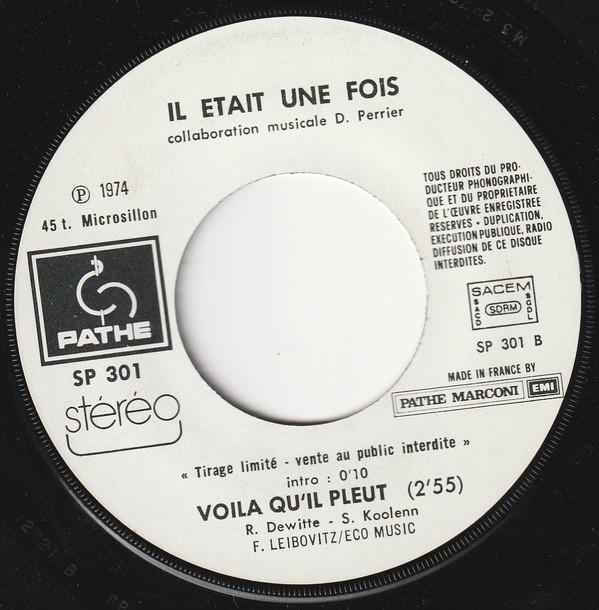 IL ETAIT UNE FOIS
collaboration musicale D. Perrier
Ⓟ 1974
45 t. Microsillon
TOUS DROITS DU PRO-
DUCTEUR PHONOGRAPHI-
QUE ET DU PROPRIETAIRE
DE L'ŒUVRE ENREGISTREE
RESERVES - DUPLICATION,
EXECUTION PUBLIQUE, RADIO
DIFFUSION DE CE DISQUE
INTERDITES.
PATHE
SP 301
stéréo
SACEM
SACD
SDRM
SGDL
SP 301 B
MADE IN FRANCE BY
PATHE MARCONI EMI
« Tirage limité - vente au public interdite »
intro : 0'10
VOILA QU'IL PLEUT (2'55)
R. Dewitte - S. Koolenn
F. LEIBOVITZ/ECO MUSIC